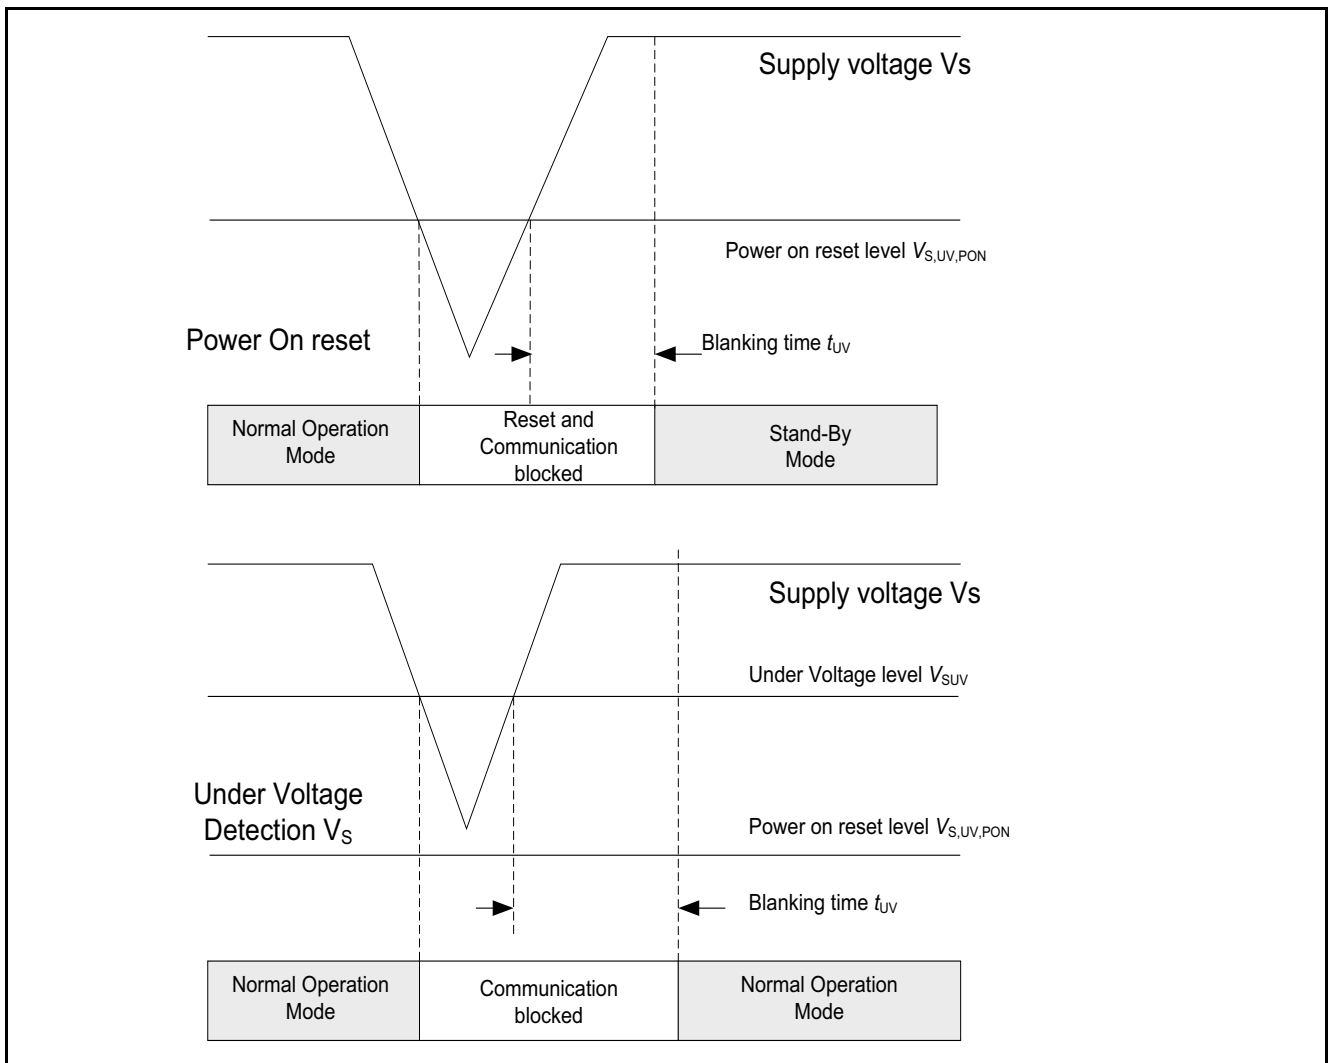 Supply voltage Vs
Power on reset level VS,UV,PON
Power On reset
Blanking time tUV
Normal Operation
Mode
Reset and
Communication
blocked
Stand-By
Mode
Supply voltage Vs
Under Voltage level VSUV
Under Voltage
Detection VS
Power on reset level VS,UV,PON
Blanking time tUV
Normal Operation
Mode
Communication
blocked
Normal Operation
Mode